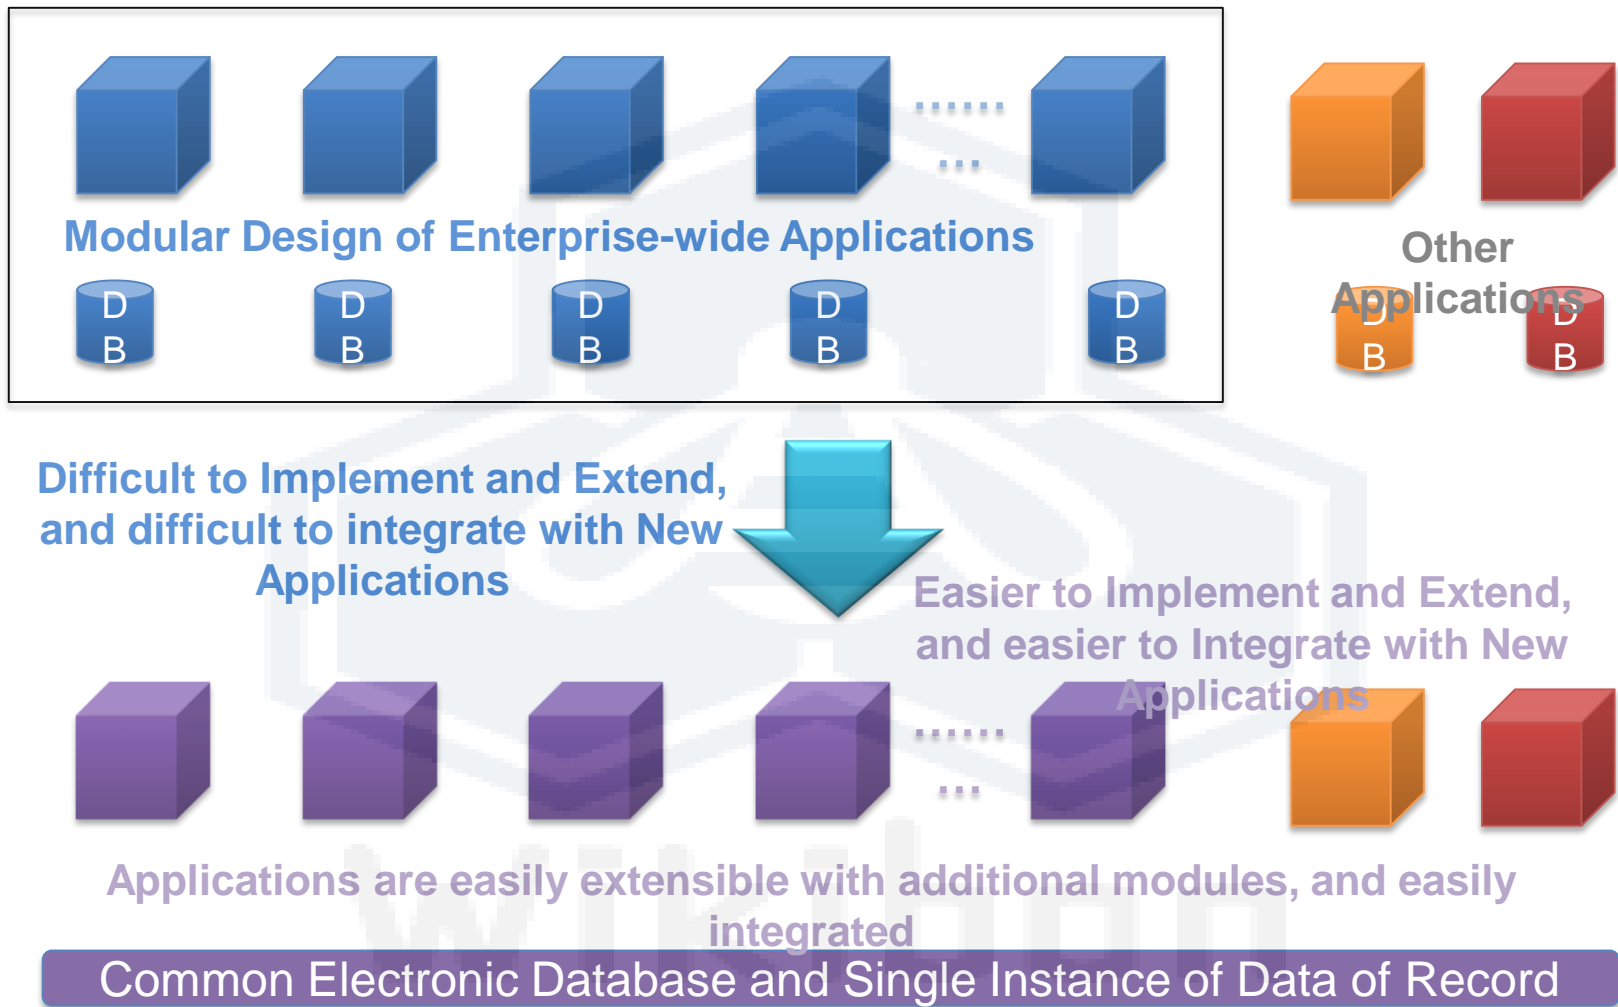 ......
...
Modular Design of Enterprise-wide Applications
Other
Applications
D
B
D
B
D
B
D
B
D
B
D
B
D
B
Difficult to Implement and Extend,
and difficult to integrate with New
Applications
Easier to Implement and Extend,
and easier to Integrate with New
Applications
......
...
Applications are easily extensible with additional modules, and easily
integrated
wikibon
Common Electronic Database and Single Instance of Data of Record